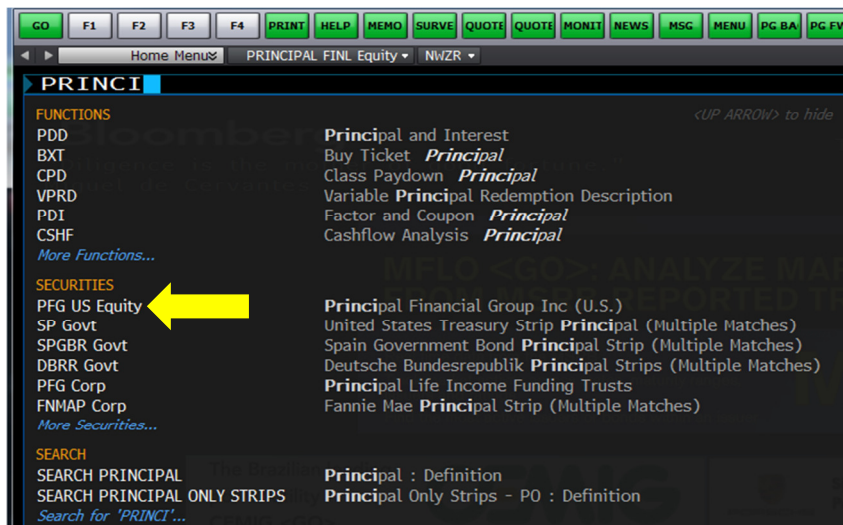 GO F1 F2 F3 F4 PRINT HELP MEMO SURVE QUOTE QUOTE MONIT NEWS MSG MENU PG BA PG FV
Home Menu PRINCIPAL FINL Equity NWZR
PRINCI
FUNCTIONS <UP ARROW> to hide
PDD Principal and Interest
BXT Buy Ticket Principal
CPD Class Paydown Principal
VPRD Variable Principal Redemption Description
PDI Factor and Coupon Principal
CSHF Cashflow Analysis Principal
More Functions...
SECURITIES
PFG US Equity Principal Financial Group Inc (U.S.)
SP Govt United States Treasury Strip Principal (Multiple Matches)
SPGBR Govt Spain Government Bond Principal Strip (Multiple Matches)
DBRR Govt Deutsche Bundesrepublik Principal Strips (Multiple Matches)
PFG Corp Principal Life Income Funding Trusts
FNMAP Corp Fannie Mae Principal Strip (Multiple Matches)
More Securities...
SEARCH
SEARCH PRINCIPAL Principal : Definition
SEARCH PRINCIPAL ONLY STRIPS Principal Only Strips - PO : Definition
Search for 'PRINCI'...